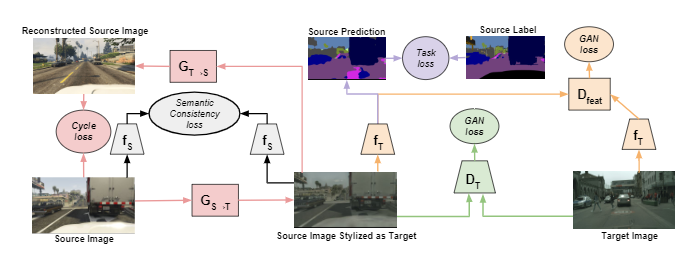 Reconstructed Source Image
Source Prediction
Source Label
GAN
loss
G T→S
Task
loss
Semantic
Consistency
loss
D feat
Cycle
loss
f S
f S
GAN
loss
f T
f T
D T
G S→T
Source Image
Source Image Stylized as Target
Target Image